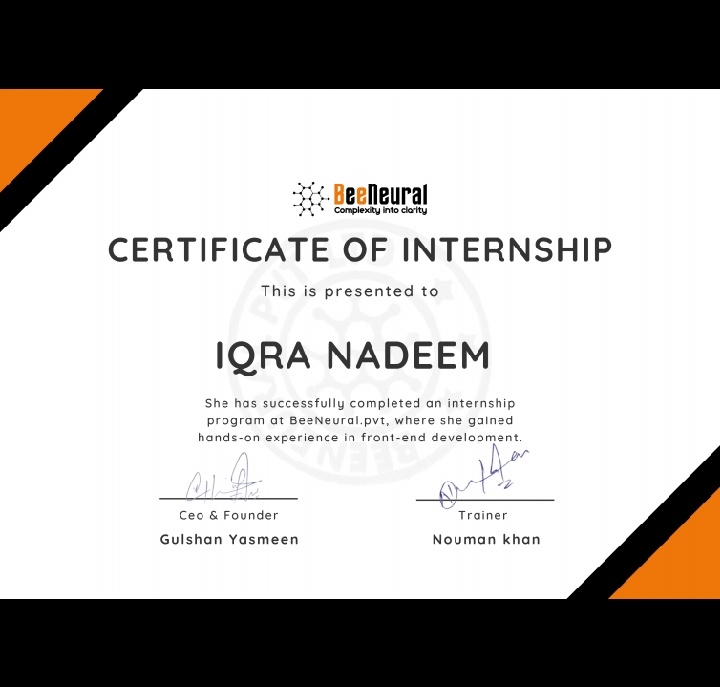 BeeNeural
Complexity into clarity
CERTIFICATE OF INTERNSHIP
This is presented to
IQRA NADEEM
She has successfully completed an internship
program at BeeNeural.pvt, where she gained
hands-on experience in front-end development.
Ceo & Founder
Trainer
Gulshan Yasmeen
Nouman khan